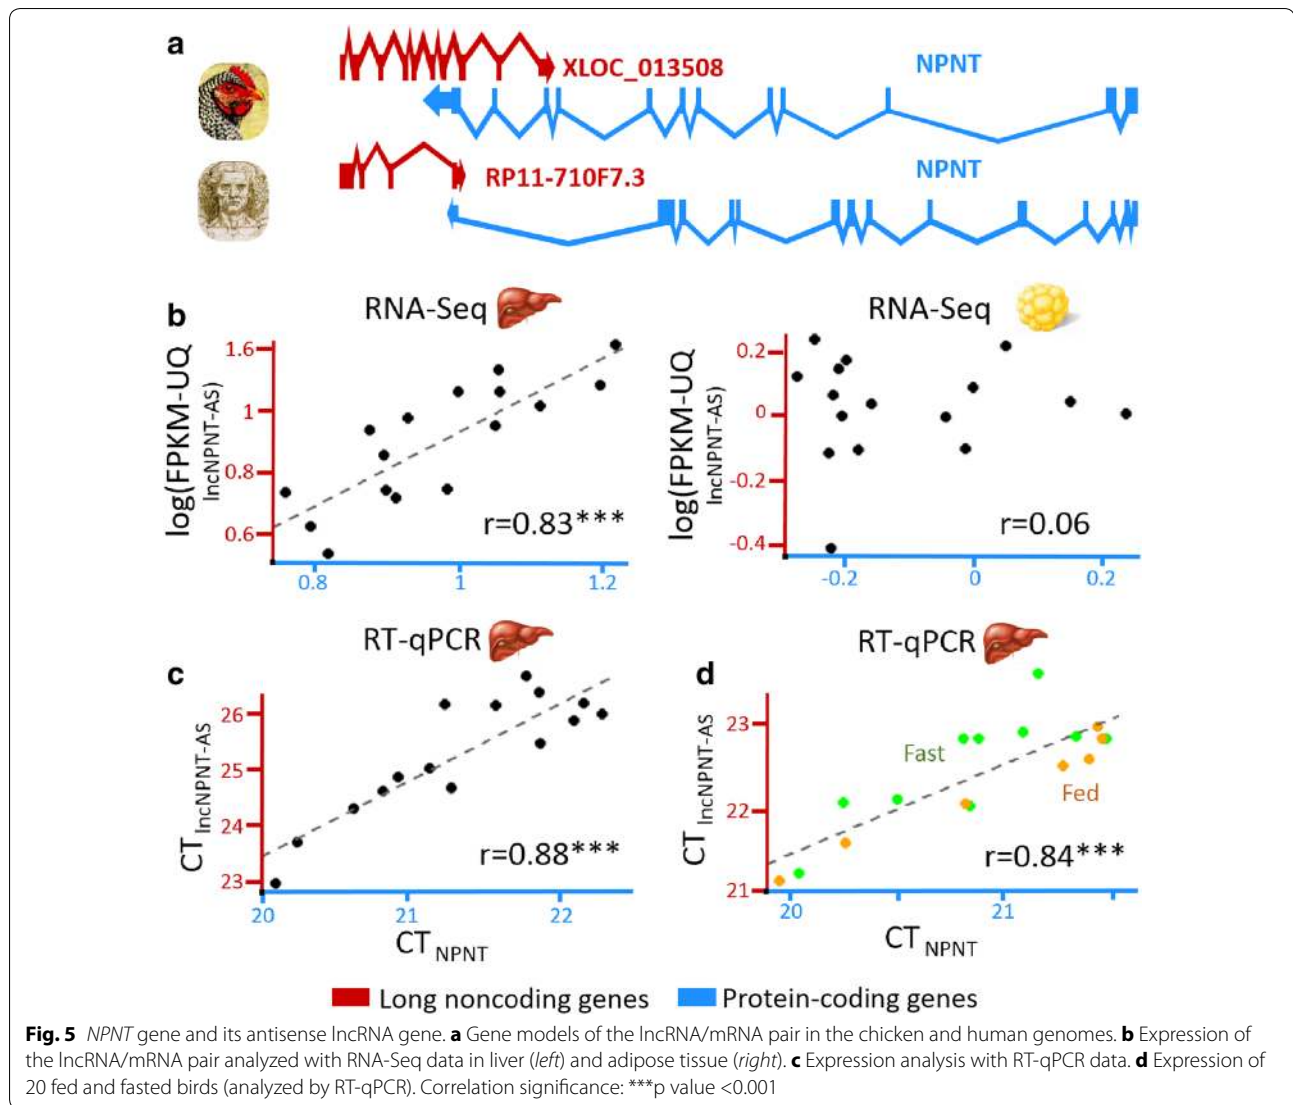 a
XLOC_013508
NPNT
RP11-710F7.3
NPNT
b
RNA-Seq
log(FPKM-UQ
lncNPNT-AS)
1.6
1
0.8
0.6
r=0.83***
0.8
1
1.2
RNA-Seq
log(FPKM-UQ
lncNPNT-AS)
0.2
0
-0.2
-0.4
r=0.06
-0.2
0
0.2
c
RT-qPCR
CT lncNPNT-AS
26
25
24
23
r=0.88***
20
21
22
CT NPNT
d
RT-qPCR
CT lncNPNT-AS
23
22
21
Fast
Fed
r=0.84***
20
21
CT NPNT
Long noncoding genes
Protein-coding genes
Fig. 5 NPNT gene and its antisense lncRNA gene. a Gene models of the lncRNA/mRNA pair in the chicken and human genomes. b Expression of
the lncRNA/mRNA pair analyzed with RNA-Seq data in liver (left) and adipose tissue (right). c Expression analysis with RT-qPCR data. d Expression of
20 fed and fasted birds (analyzed by RT-qPCR). Correlation significance: ***p value <0.001